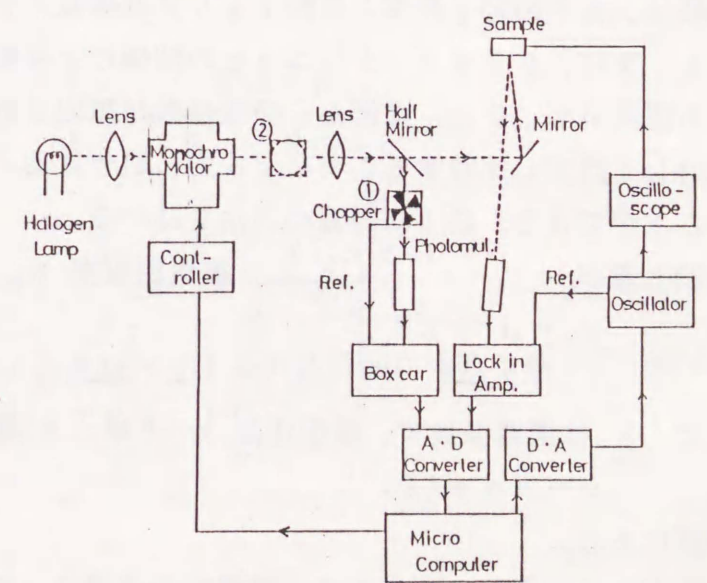 Sample
Lens
②
Lens
Half
Mirror
Mirror
Monochro
Mator
①
Chopper
Halogen
Lamp
Oscillo-
scope
Cont-
roller
Photomul.
Ref.
Ref.
Oscillator
Box car
Lock in
Amp.
A·D
Converter
D·A
Converter
Micro
Computer